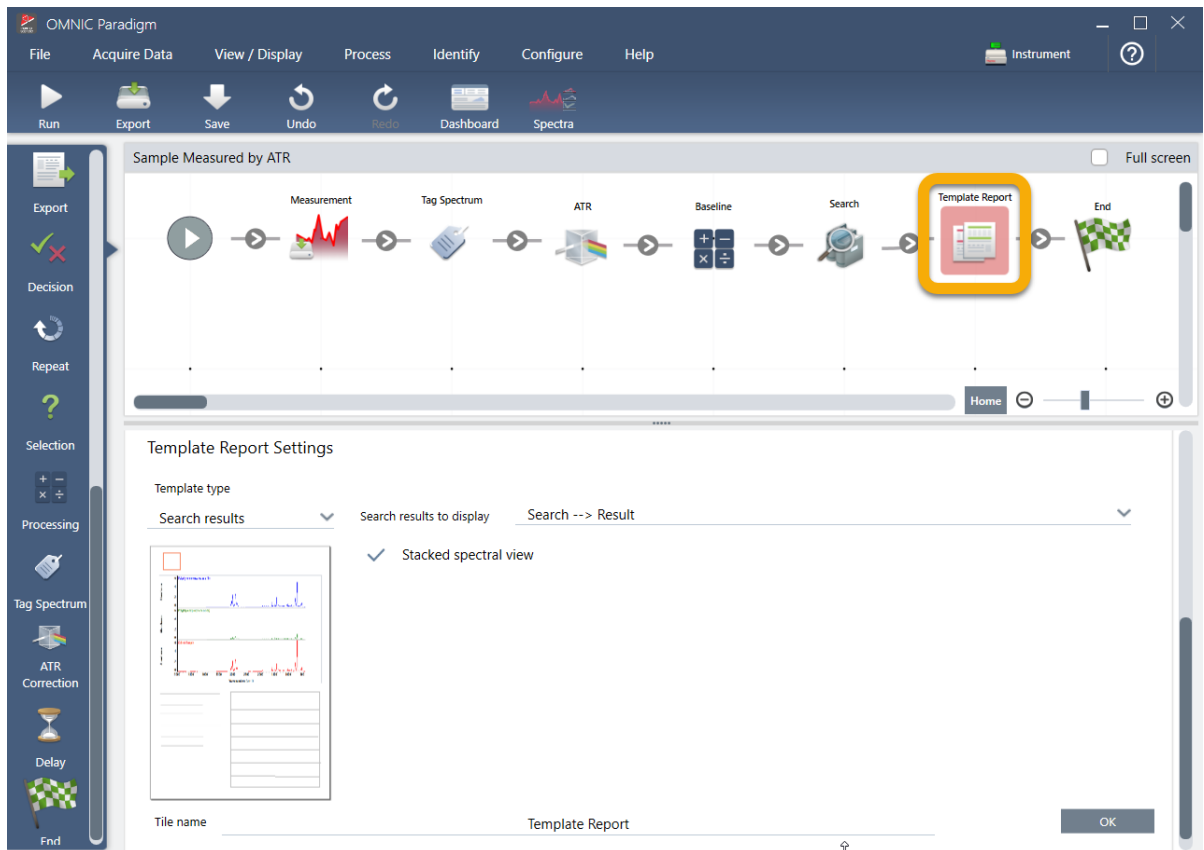 OMNIC Paradigm
File Acquire Data View / Display Process Identify Configure Help Instrument
Run Export Save Undo Redo Dashboard Spectra
Sample Measured by ATR Full screen
Measurement Tag Spectrum ATR Baseline Search Template Report End
Home
Export
Decision
Repeat
Selection
Processing
Tag Spectrum
ATR
Correction
Delay
End
Template Report Settings
Template type
Search results Search results to display Search --> Result
Stacked spectral view
Tile name Template Report OK